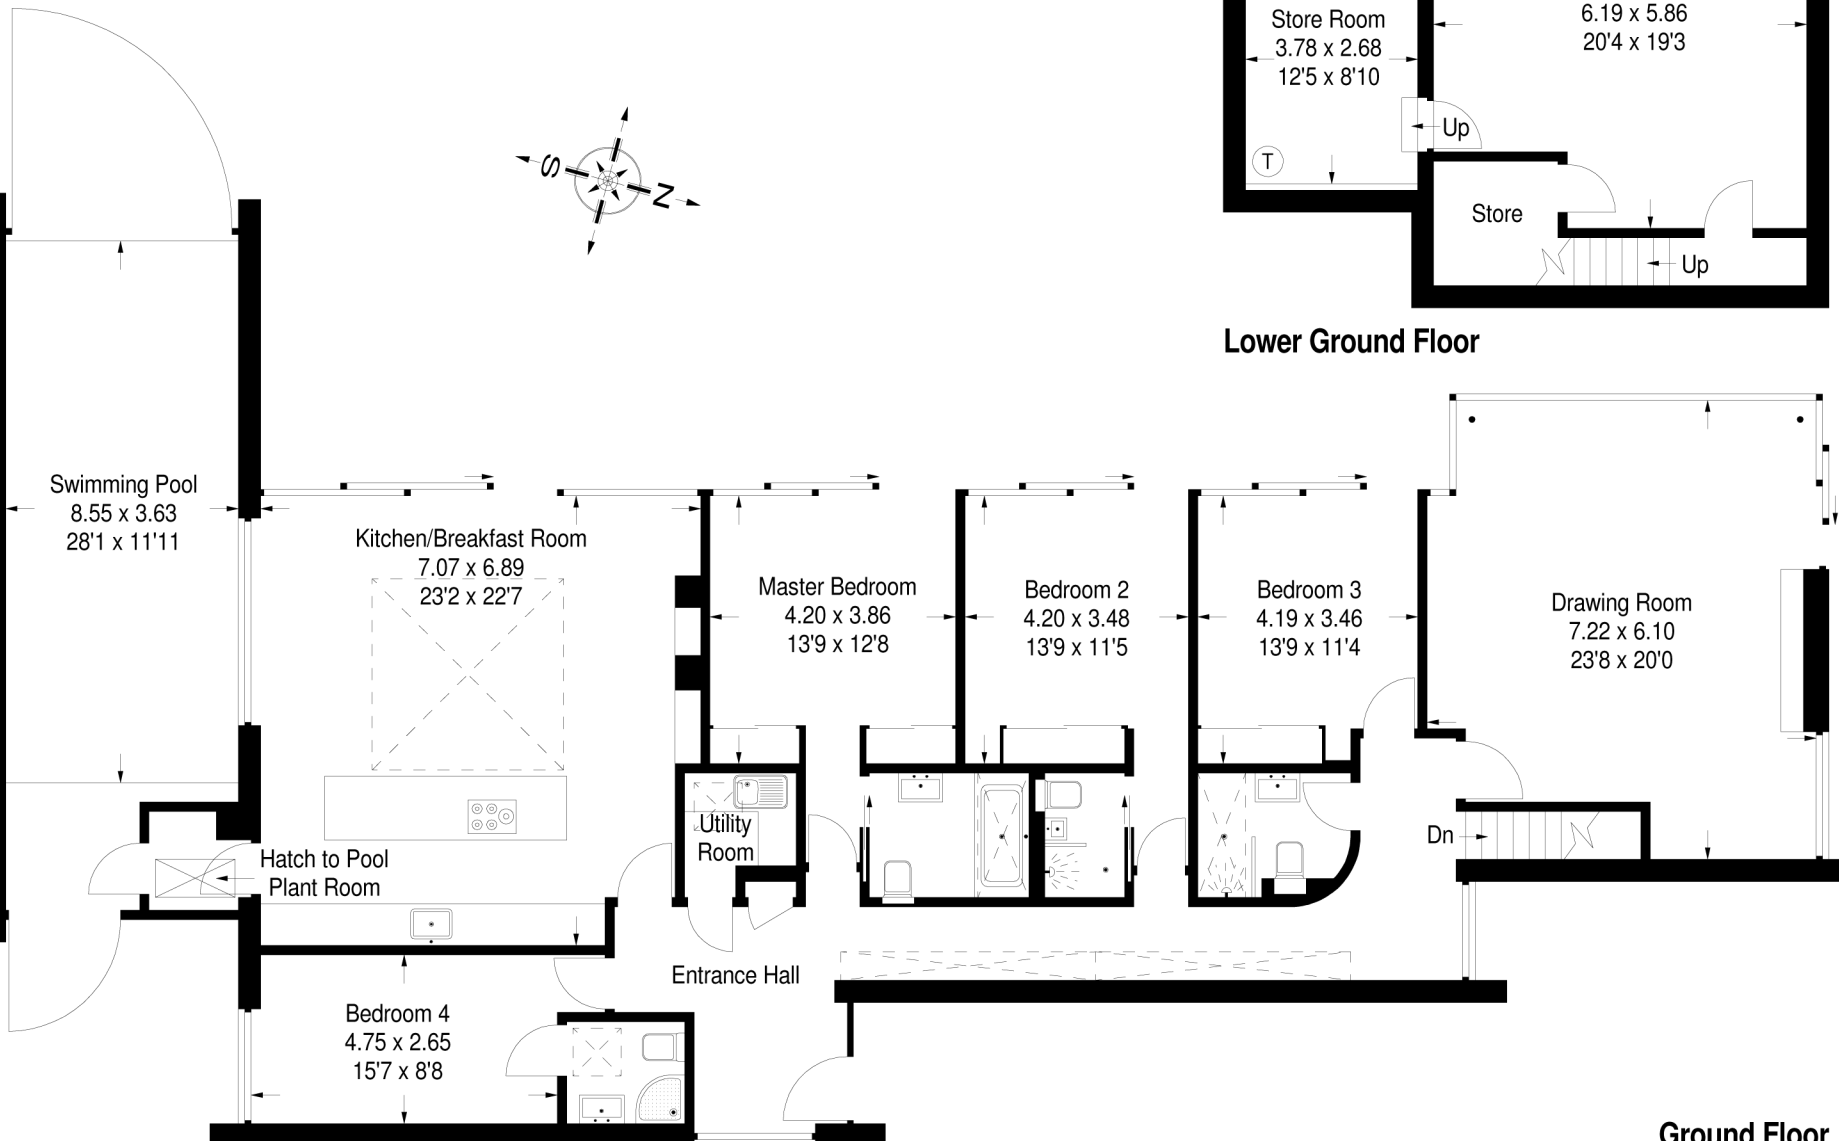 Store Room
3.78 x 2.68
12'5 x 8'10
6.19 x 5.86
20'4 x 19'3
Up
T
Store
Up
Lower Ground Floor
S
N
Swimming Pool
8.55 x 3.63
28'1 x 11'11
Kitchen/Breakfast Room
7.07 x 6.89
23'2 x 22'7
Master Bedroom
4.20 x 3.86
13'9 x 12'8
Bedroom 2
4.20 x 3.48
13'9 x 11'5
Bedroom 3
4.19 x 3.46
13'9 x 11'4
Drawing Room
7.22 x 6.10
23'8 x 20'0
Utility
Room
Dn
Hatch to Pool
Plant Room
Entrance Hall
Bedroom 4
4.75 x 2.65
15'7 x 8'8
Ground Floor